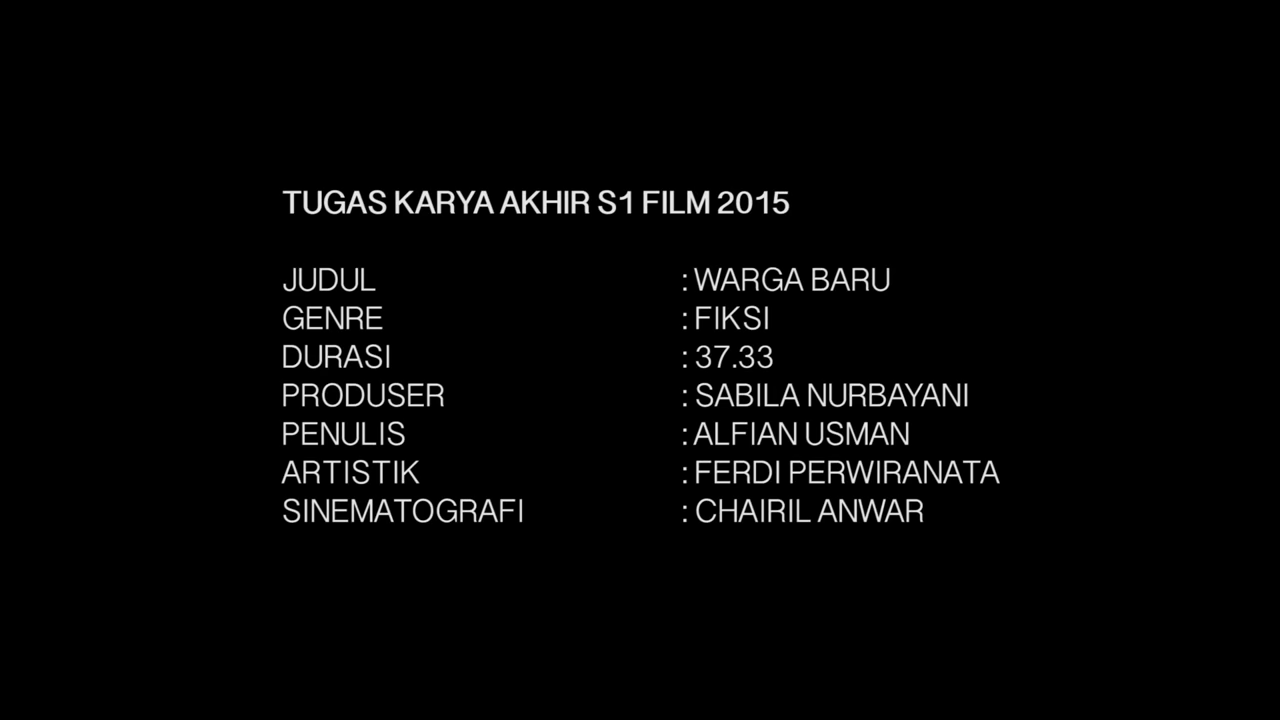 TUGAS KARYA AKHIR S1 FILM 2015
JUDUL : WARGA BARU
GENRE : FIKSI
DURASI : 37.33
PRODUSER : SABILA NURBAYANI
PENULIS : ALFIAN USMAN
ARTISTIK : FERDI PERWIRANATA
SINEMATOGRAFI : CHAIRIL ANWAR